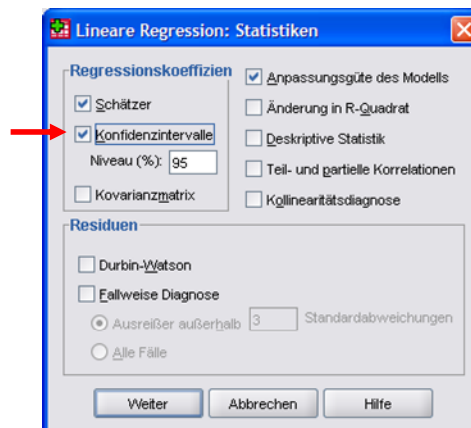 Lineare Regression: Statistiken
Regressionskoeffizien
Schätzer
Konfidenzintervalle
Niveau (%): 95
Kovarianzmatrix
Anpassungsgüte des Modells
Änderung in R-Quadrat
Deskriptive Statistik
Teil- und partielle Korrelationen
Kollinearitätsdiagnose
Residuen
Durbin-Watson
Fallweise Diagnose
Ausreißer außerhalb 3 Standardabweichungen
Alle Fälle
Weiter Abbrechen Hilfe